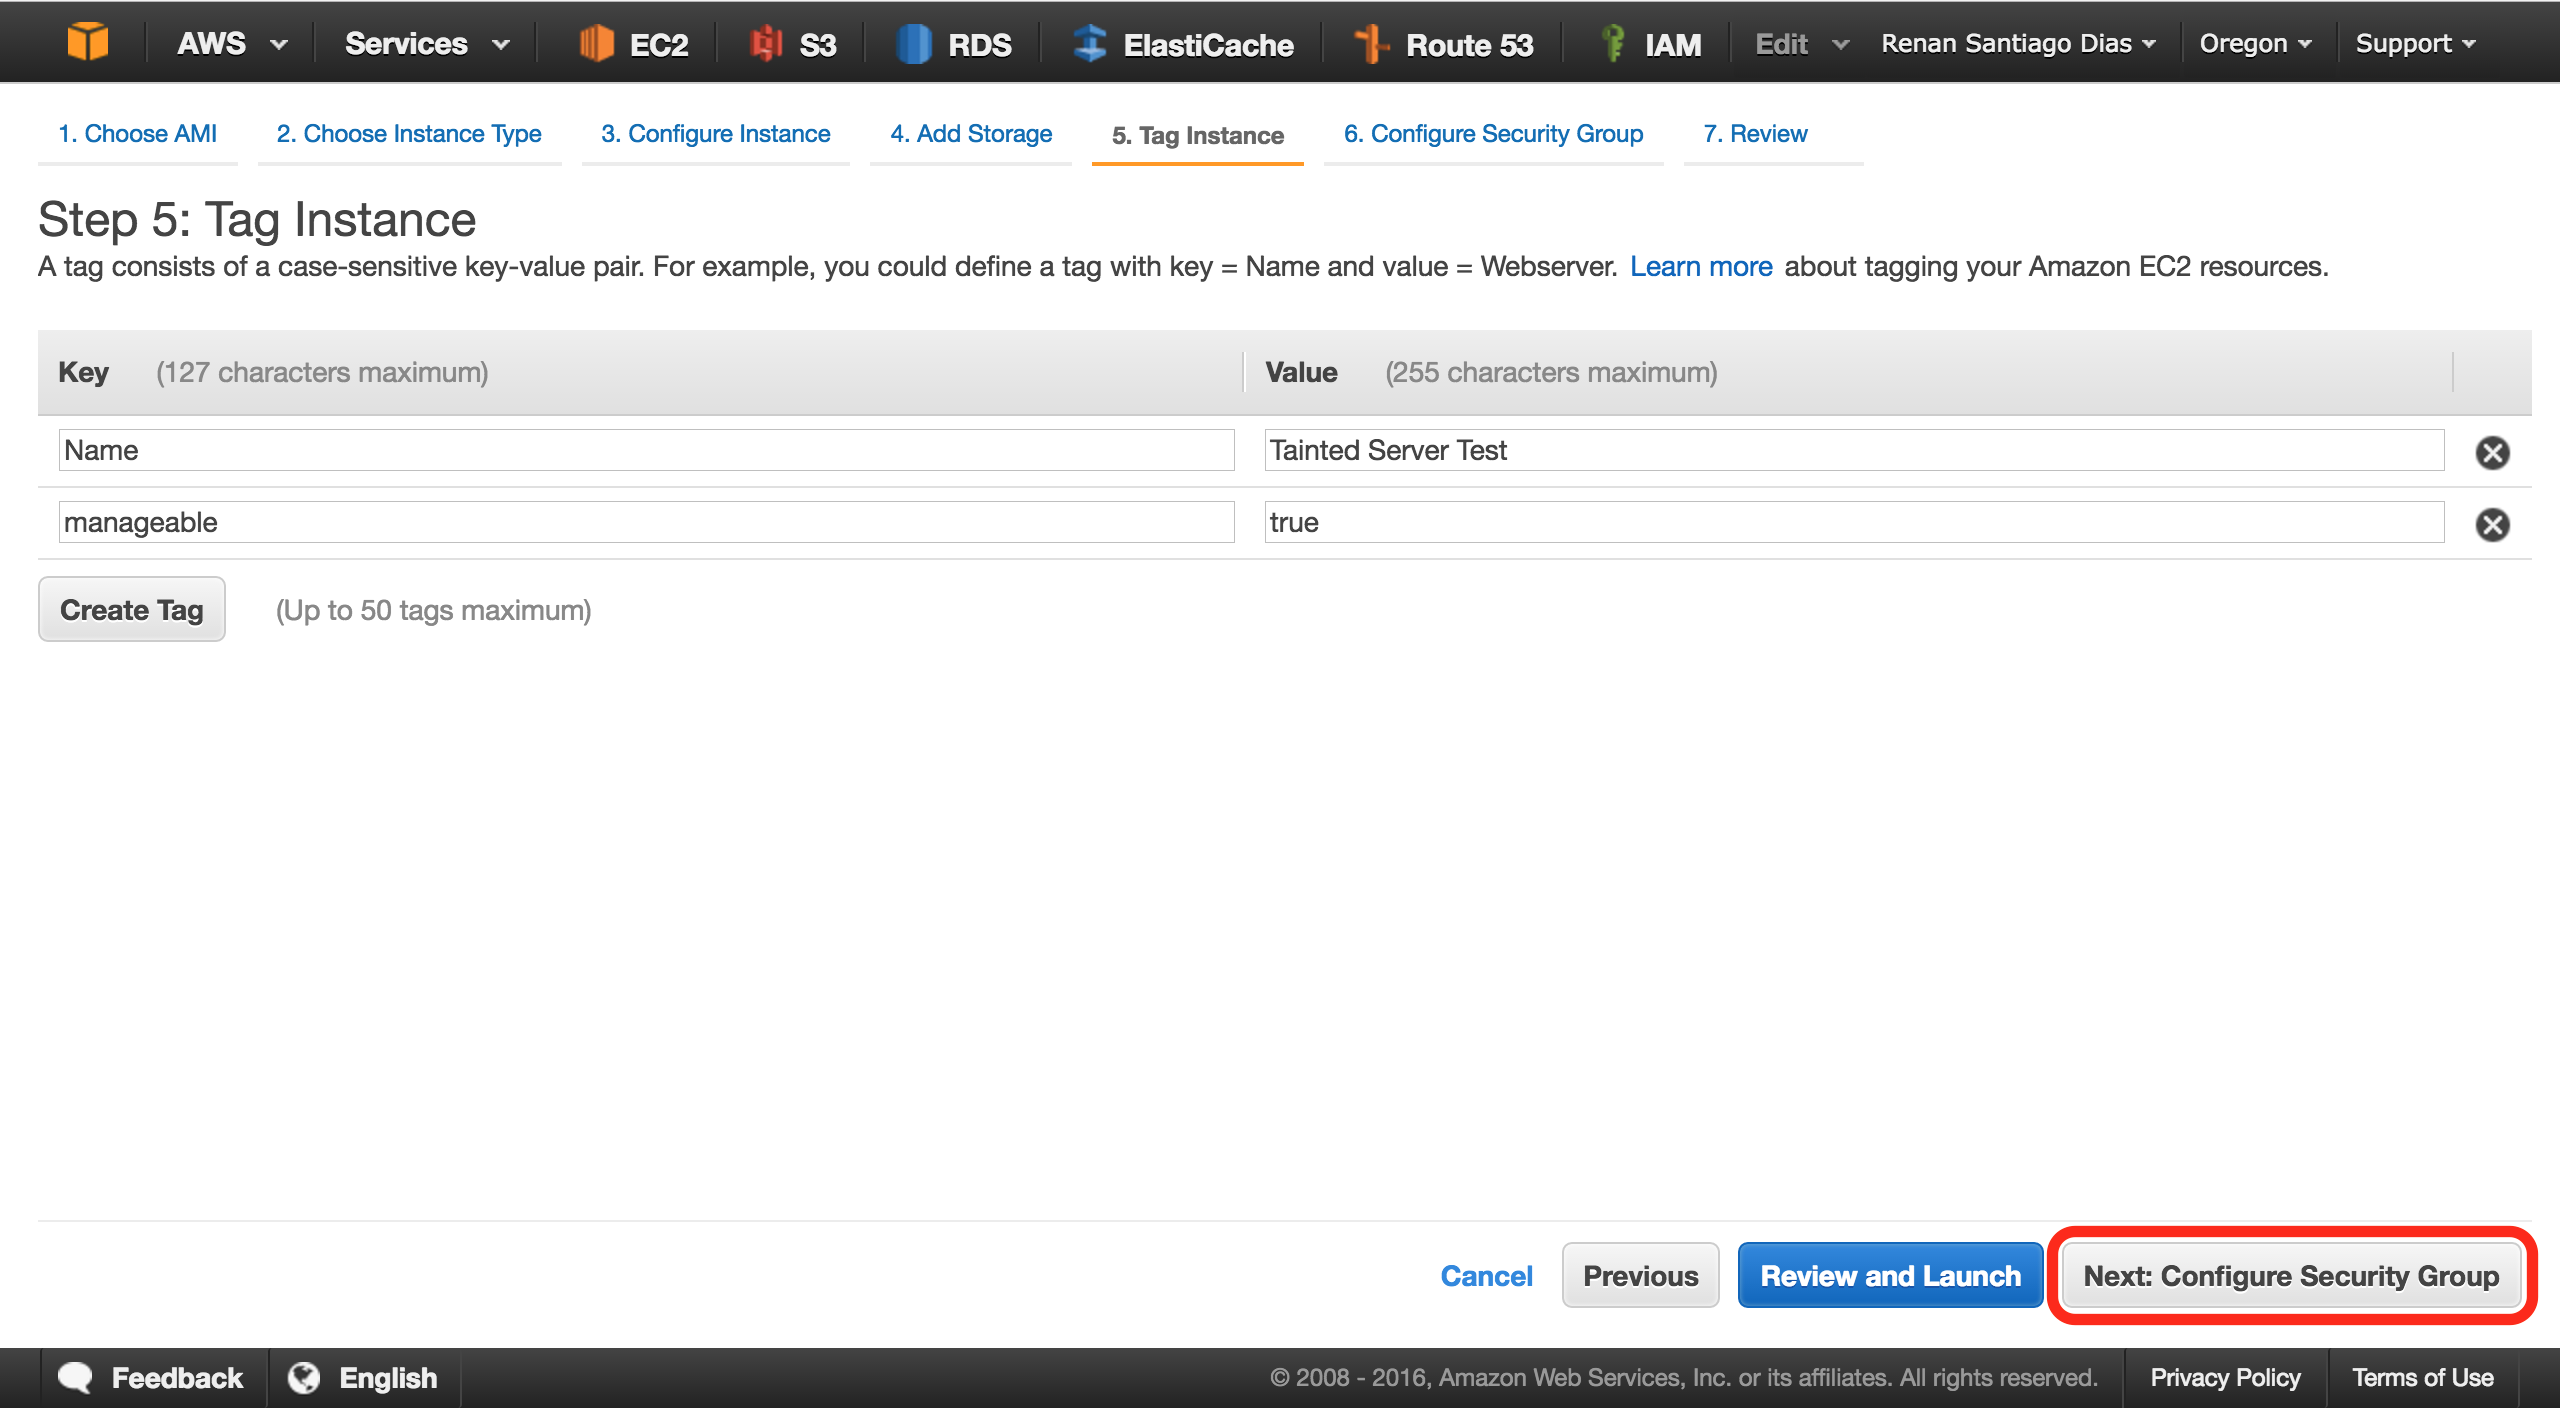 AWS Services EC2 S3 RDS ElastiCache Route 53 IAM Edit Renan Santiago Dias Oregon Support
1. Choose AMI 2. Choose Instance Type 3. Configure Instance 4. Add Storage 5. Tag Instance 6. Configure Security Group 7. Review
Step 5: Tag Instance
A tag consists of a case-sensitive key-value pair. For example, you could define a tag with key = Name and value = Webserver. Learn more about tagging your Amazon EC2 resources.
Key (127 characters maximum) Value (255 characters maximum)
Name Tainted Server Test
manageable true
Create Tag (Up to 50 tags maximum)
Cancel Previous Review and Launch Next: Configure Security Group
Feedback English © 2008 - 2016, Amazon Web Services, Inc. or its affiliates. All rights reserved. Privacy Policy Terms of Use